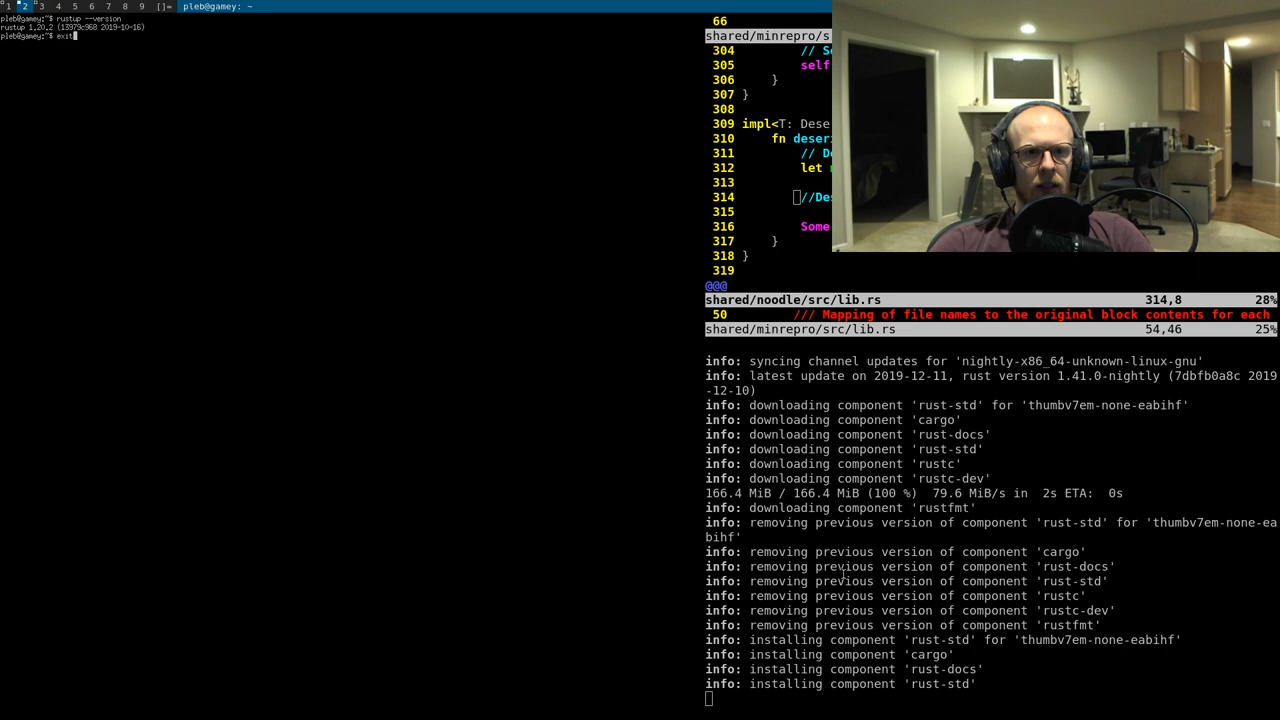 1 2 3 4 5 6 7 8 9 []= pleb@gamey: ~
pleb@gamey:~$ rustup --version
rustup 1.20.2 (13979c968 2019-10-16)
pleb@gamey:~$ exit
66
shared/minrepro/s
304 // Se
305 self
306 }
307 }
308
309 impl<T: Dese
310 fn deseri
311 // De
312 let
313
314 //Des
315
316 Some
317 }
318 }
319
@@@
shared/noodle/src/lib.rs 314,8 28%
50 /// Mapping of file names to the original block contents for each
shared/minrepro/src/lib.rs 54,46 25%
info: syncing channel updates for 'nightly-x86_64-unknown-linux-gnu'
info: latest update on 2019-12-11, rust version 1.41.0-nightly (7dbfb0a8c 2019
-12-10)
info: downloading component 'rust-std' for 'thumbv7em-none-eabihf'
info: downloading component 'cargo'
info: downloading component 'rust-docs'
info: downloading component 'rust-std'
info: downloading component 'rustc'
info: downloading component 'rustc-dev'
166.4 MiB / 166.4 MiB (100 %) 79.6 MiB/s in 2s ETA: 0s
info: downloading component 'rustfmt'
info: removing previous version of component 'rust-std' for 'thumbv7em-none-ea
bihf'
info: removing previous version of component 'cargo'
info: removing previous version of component 'rust-docs'
info: removing previous version of component 'rust-std'
info: removing previous version of component 'rustc'
info: removing previous version of component 'rustc-dev'
info: removing previous version of component 'rustfmt'
info: installing component 'rust-std' for 'thumbv7em-none-eabihf'
info: installing component 'cargo'
info: installing component 'rust-docs'
info: installing component 'rust-std'